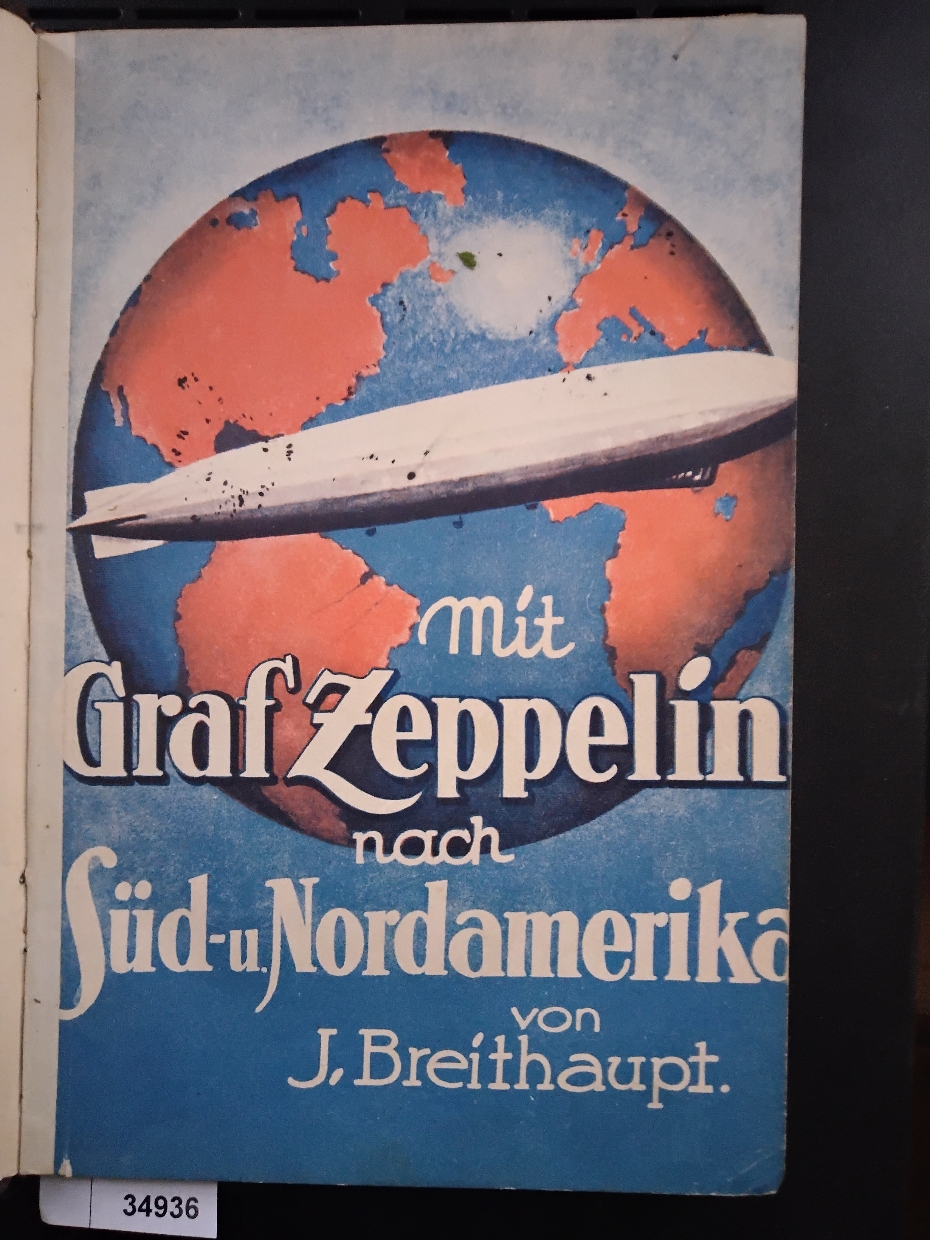 Mit
Graf Zeppelin
nach
Süd- u. Nordamerika
von
J. Breithaupt.
34936